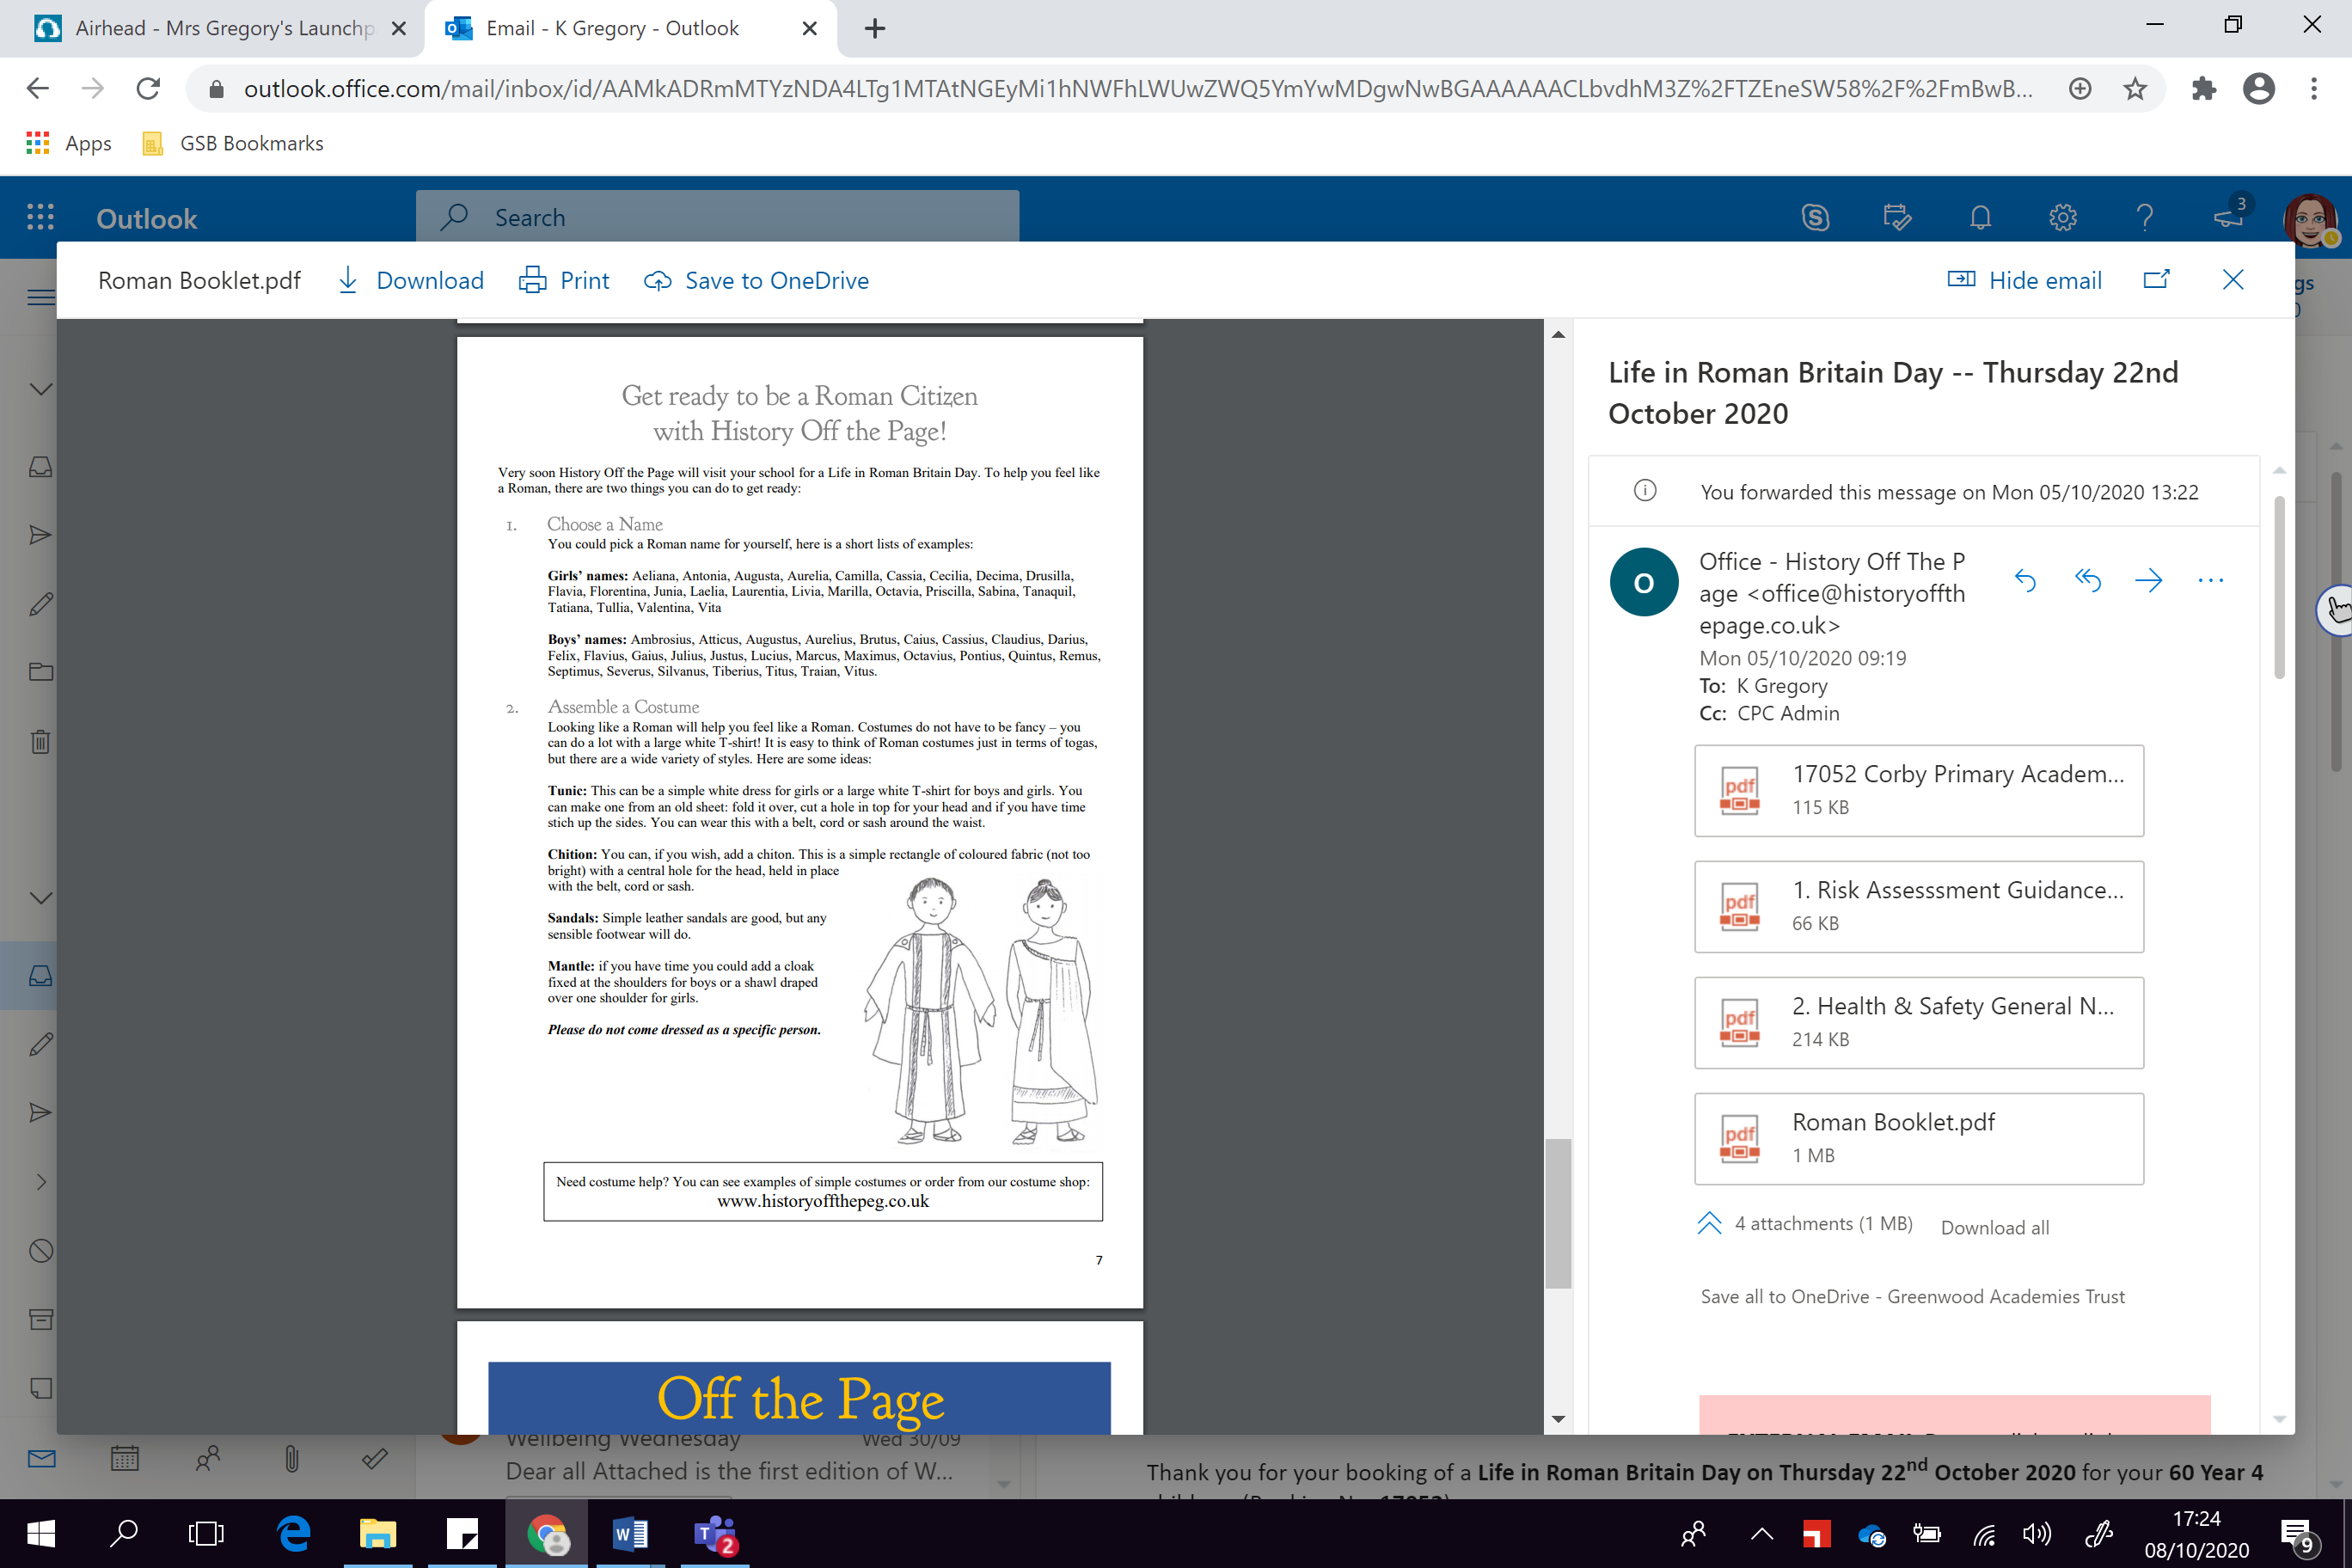 Airhead - Mrs Gregory's Launchp
Email - K Gregory - Outlook
outlook.office.com/mail/inbox/id/AAMkADRmMTYzNDA4LTg1MTAtNGEyMi1hNWFhLWUwZWQ5YmYwMDgwNwBGAAAAAACLbvdhM3Z%2FTZEneSW58%2F%2FmBwB...
Apps
GSB Bookmarks
Outlook
Search
3
Roman Booklet.pdf
Download
Print
Save to OneDrive
Hide email
gs
Get ready to be a Roman Citizen
with History Off the Page!
Very soon History Off the Page will visit your school for a Life in Roman Britain Day. To help you feel like
a Roman, there are two things you can do to get ready:
1. Choose a Name
You could pick a Roman name for yourself, here is a short lists of examples:
Girls' names: Aeliana, Antonia, Augusta, Aurelia, Camilla, Cassia, Cecilia, Decima, Drusilla,
Flavia, Florentina, Junia, Laelia, Laurentia, Livia, Marilla, Octavia, Priscilla, Sabina, Tanaquil,
Tatiana, Tullia, Valentina, Vita
Boys' names: Ambrosius, Atticus, Augustus, Aurelius, Brutus, Caius, Cassius, Claudius, Darius,
Felix, Flavius, Gaius, Julius, Justus, Lucius, Marcus, Maximus, Octavius, Pontius, Quintus, Remus,
Septimus, Severus, Silvanus, Tiberius, Titus, Traian, Vitus.
2. Assemble a Costume
Looking like a Roman will help you feel like a Roman. Costumes do not have to be fancy – you
can do a lot with a large white T-shirt! It is easy to think of Roman costumes just in terms of togas,
but there are a wide variety of styles. Here are some ideas:
Tunic: This can be a simple white dress for girls or a large white T-shirt for boys and girls. You
can make one from an old sheet: fold it over, cut a hole in top for your head and if you have time
stich up the sides. You can wear this with a belt, cord or sash around the waist.
Chition: You can, if you wish, add a chiton. This is a simple rectangle of coloured fabric (not too
bright) with a central hole for the head, held in place
with the belt, cord or sash.
Sandals: Simple leather sandals are good, but any
sensible footwear will do.
Mantle: if you have time you could add a cloak
fixed at the shoulders for boys or a shawl draped
over one shoulder for girls.
Please do not come dressed as a specific person.
Need costume help? You can see examples of simple costumes or order from our costume shop:
www.historyoffthepeg.co.uk
7
Off the Page
Life in Roman Britain Day -- Thursday 22nd
October 2020
You forwarded this message on Mon 05/10/2020 13:22
O
Office - History Off The P
age <office@historyoffth
epage.co.uk>
Mon 05/10/2020 09:19
To: K Gregory
Cc: CPC Admin
pdf
17052 Corby Primary Academ...
115 KB
pdf
1. Risk Assesssment Guidance...
66 KB
pdf
2. Health & Safety General N...
214 KB
pdf
Roman Booklet.pdf
1 MB
4 attachments (1 MB)
Download all
Save all to OneDrive - Greenwood Academies Trust
Wellbeing Wednesday
Wed 30/09
Dear all Attached is the first edition of W...
Thank you for your booking of a Life in Roman Britain Day on Thursday 22nd October 2020 for your 60 Year 4
2
17:24
08/10/2020
9